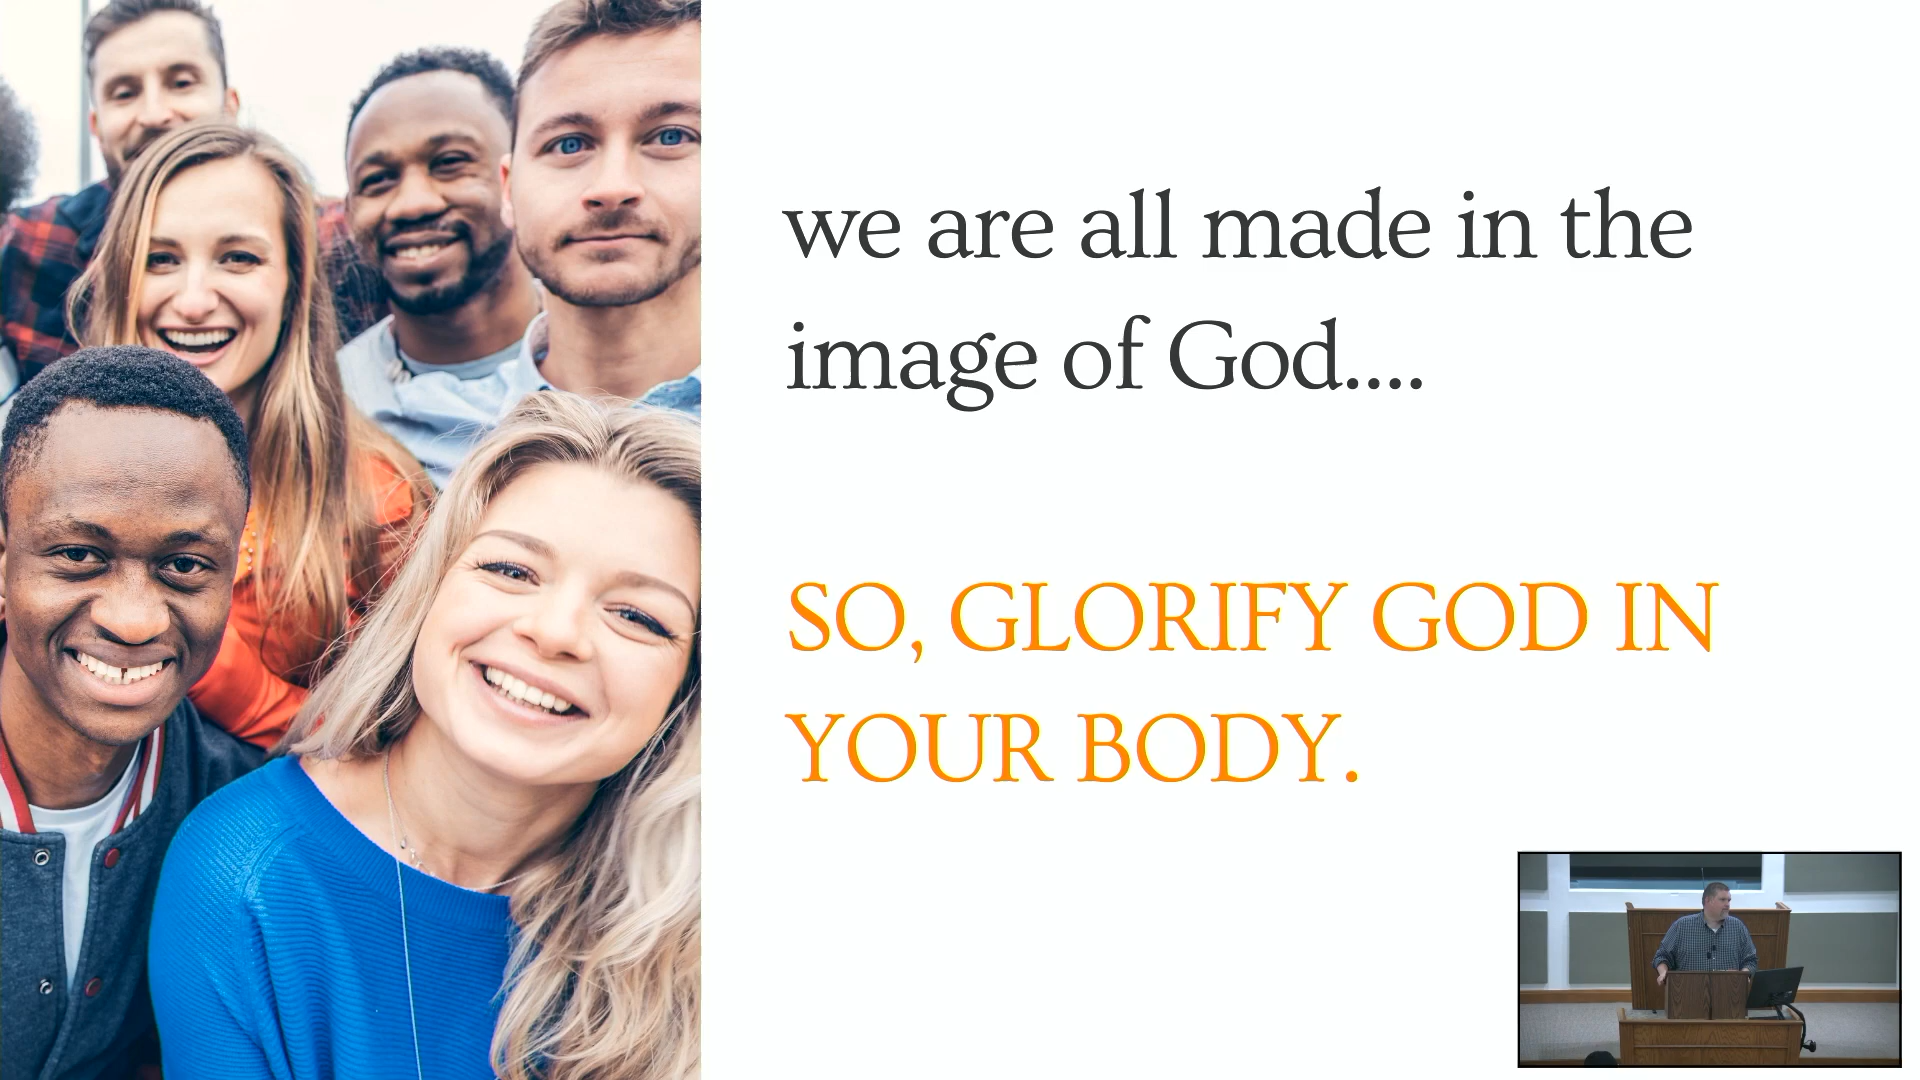 we are all made in the
image of God....
SO, GLORIFY GOD IN
YOUR BODY.